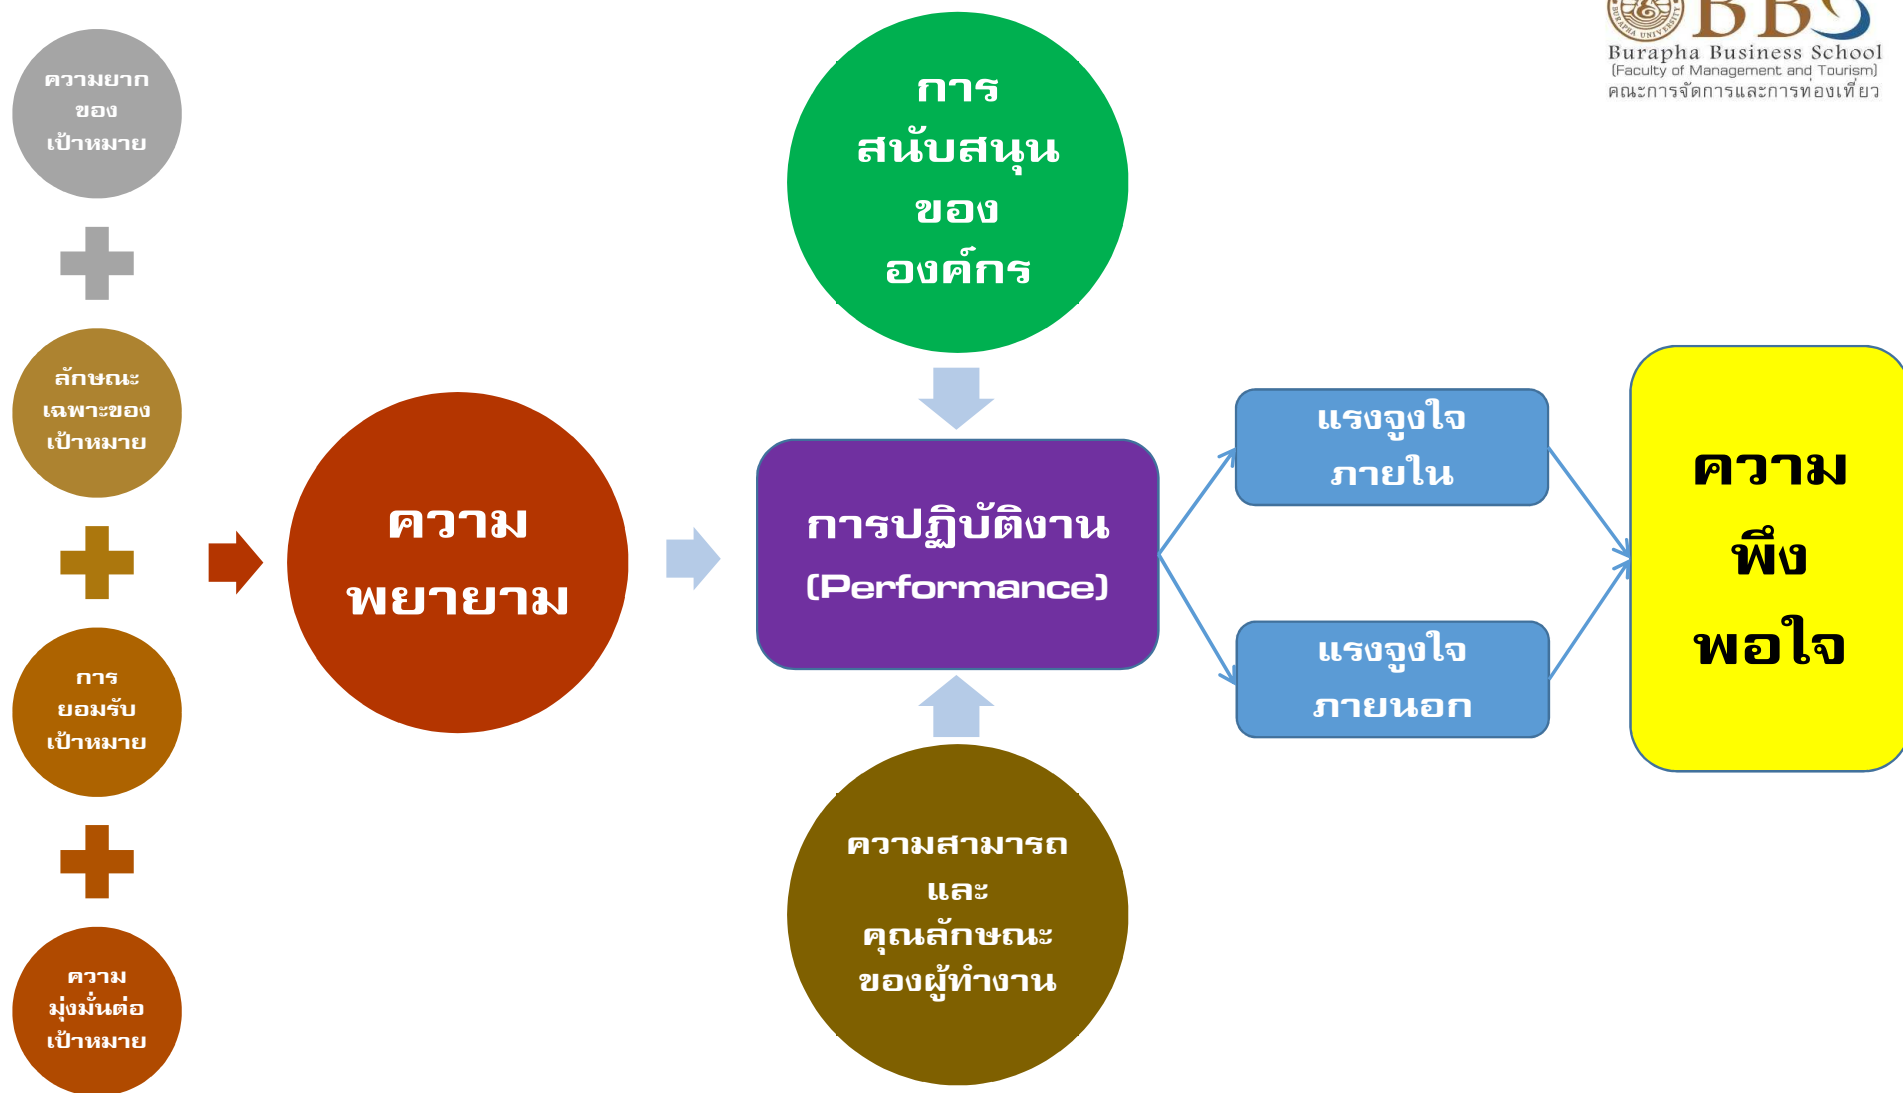 BBS
BURAPHA UNIVERSITY
Burapha Business School
(Faculty of Management and Tourism)
คณะการจัดการและการท่องเที่ยว
ความยาก
ของ
เป้าหมาย
ลักษณะ
เฉพาะของ
เป้าหมาย
การ
ยอมรับ
เป้าหมาย
ความ
มุ่งมั่นต่อ
เป้าหมาย
ความ
พยายาม
การ
สนับสนุน
ของ
องค์กร
การปฏิบัติงาน
(Performance)
ความสามารถ
และ
คุณลักษณะ
ของผู้ทำงาน
แรงจูงใจ
ภายใน
แรงจูงใจ
ภายนอก
ความ
พึง
พอใจ